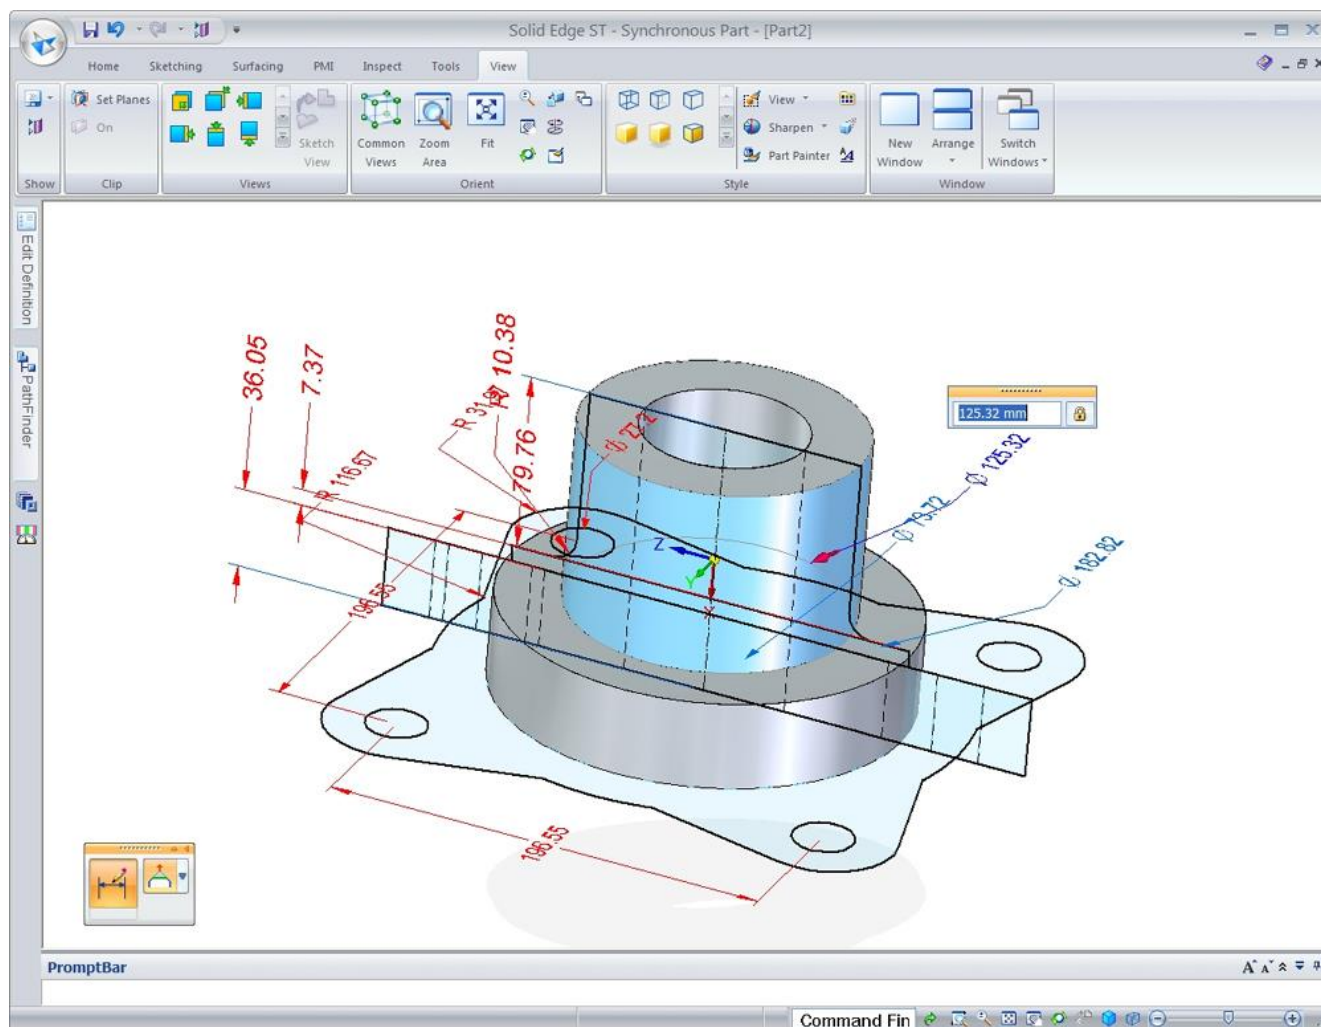 Solid Edge ST - Synchronous Part - [Part2]
Home Sketching Surfacing PMI Inspect Tools View
Set Planes
On
Sketch View
Common Views
Zoom Area
Fit
View
Sharpen
Part Painter
New Window
Arrange
Switch Windows
Show Clip Views Orient Style Window
Edit Definition
PathFinder
36.05
7.37
10.38
R 116.67
79.76
125.32 mm
Ø 125.32
Ø 79.72
Ø 182.82
Z
Y
X
196.55
196.55
PromptBar
Command Fin